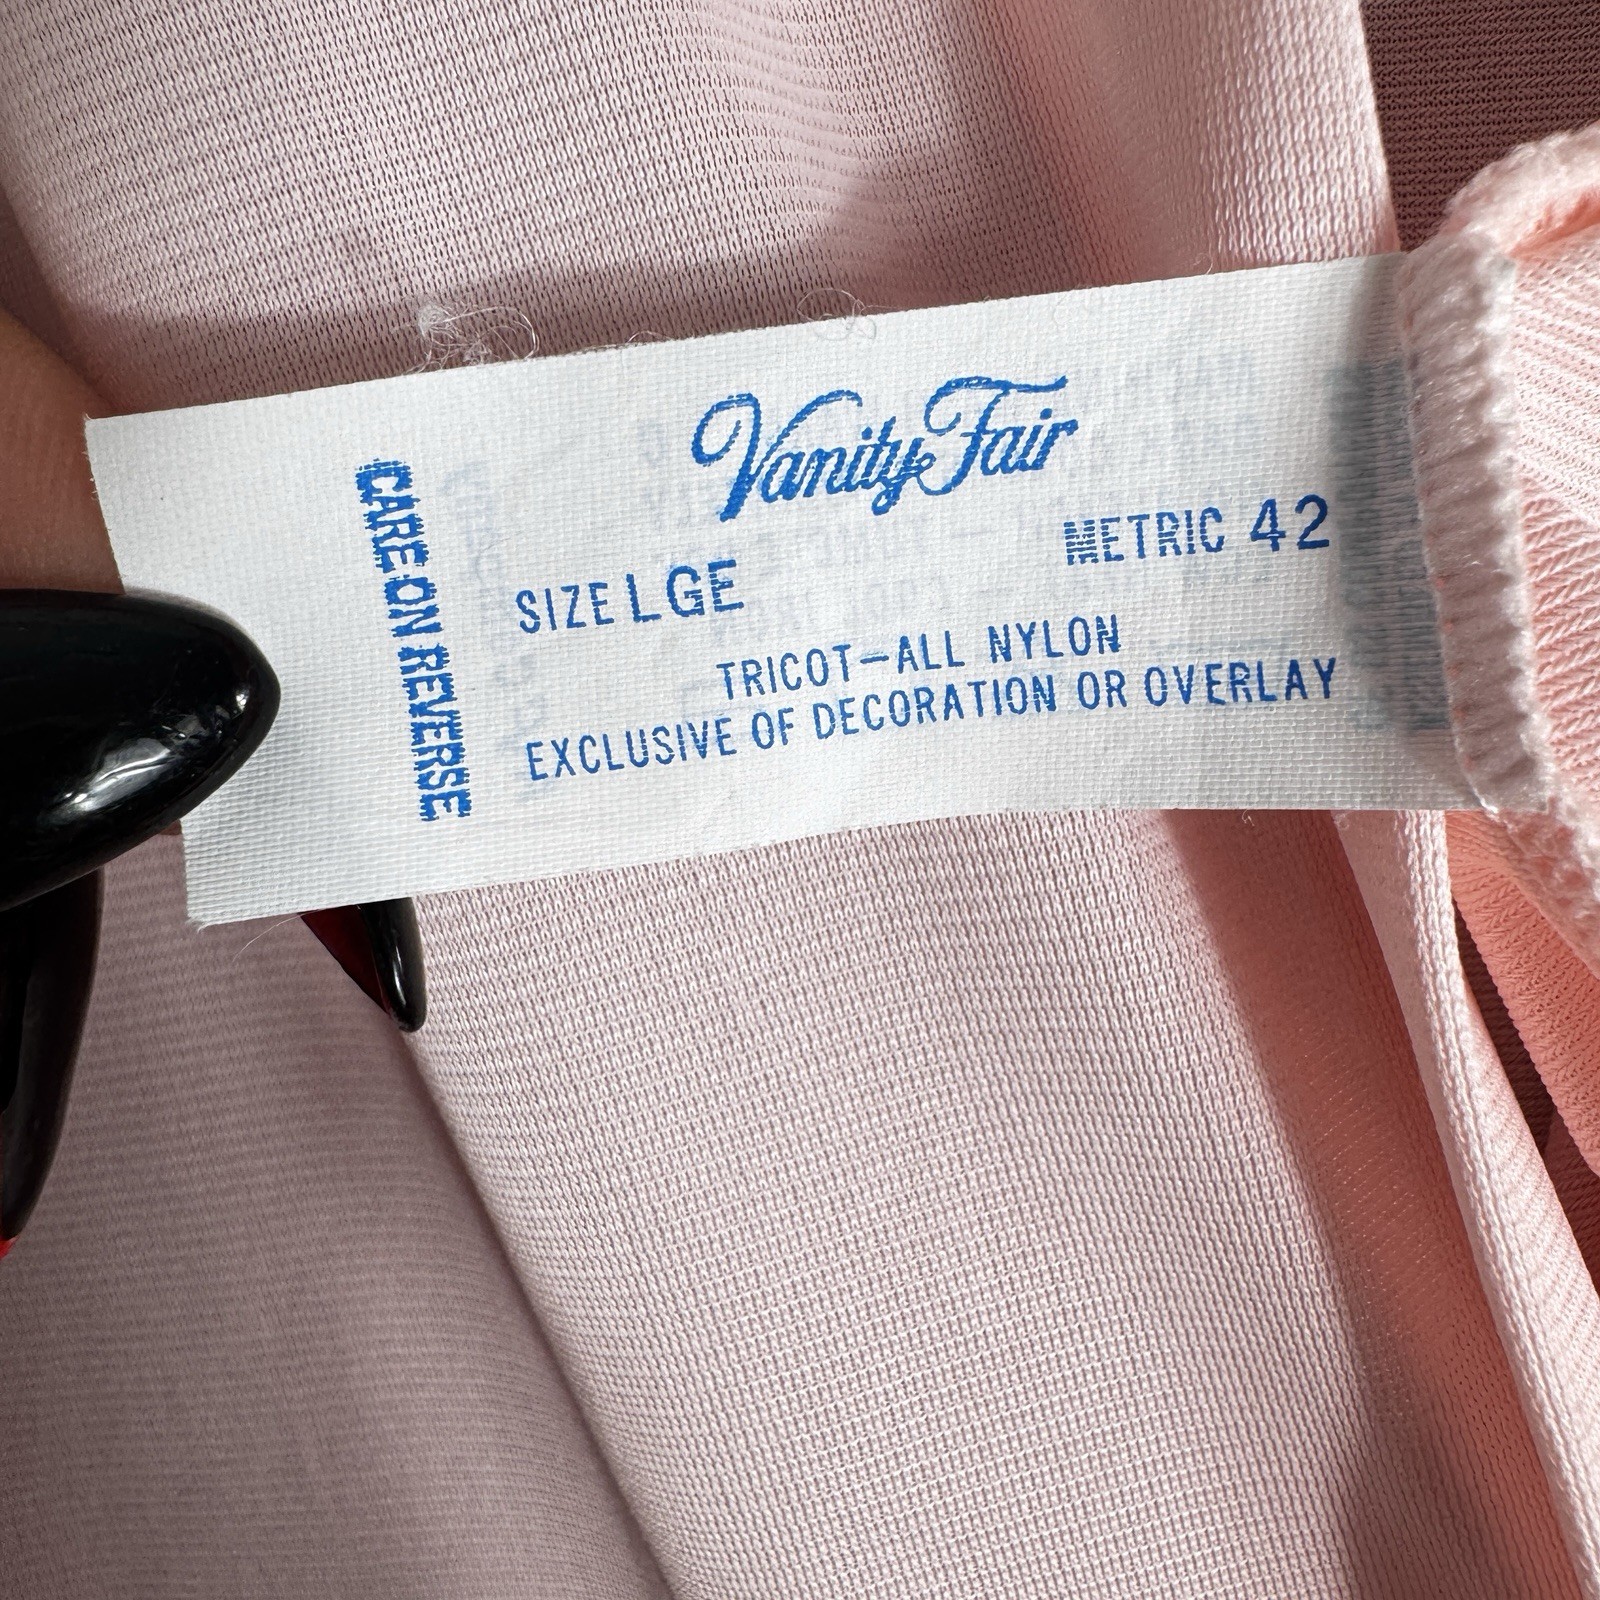 Vanity Fair
METRIC 42
SIZE LGE
TRICOT—ALL NYLON
EXCLUSIVE OF DECORATION OR OVERLAY
CARE ON REVERSE